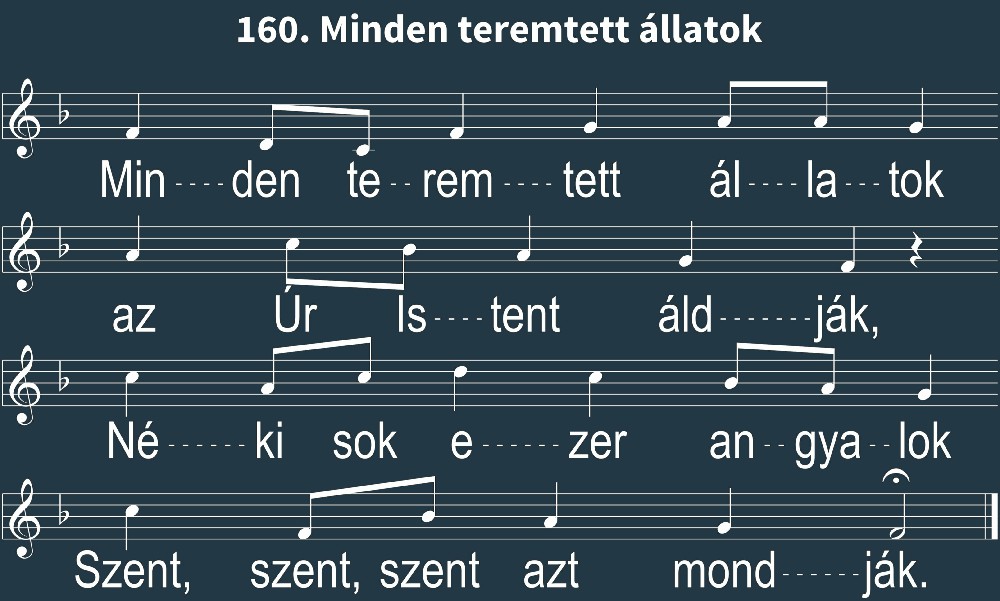 160. Minden teremtett állatok
Min----den te--rem----tett ál----la---tok
az Úr Is----tent áld-------ják,
Né------ki sok e------zer an--gya--lok
Szent, szent, szent azt mond------ják.